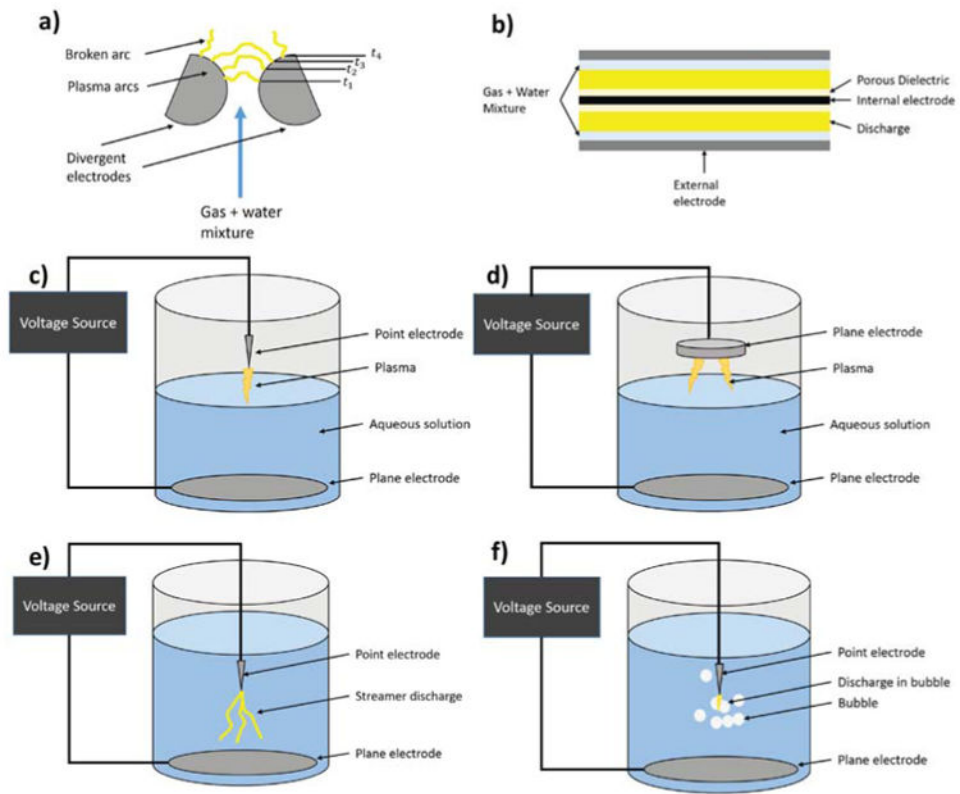 a)
Broken arc
Plasma arcs
t4
t3
t2
t1
Divergent
electrodes
Gas + water
mixture
b)
Gas + Water
Mixture
Porous Dielectric
Internal electrode
Discharge
External
electrode
c)
Voltage Source
Point electrode
Plasma
Aqueous solution
Plane electrode
d)
Voltage Source
Plane electrode
Plasma
Aqueous solution
Plane electrode
e)
Voltage Source
Point electrode
Streamer discharge
Plane electrode
f)
Voltage Source
Point electrode
Discharge in bubble
Bubble
Plane electrode